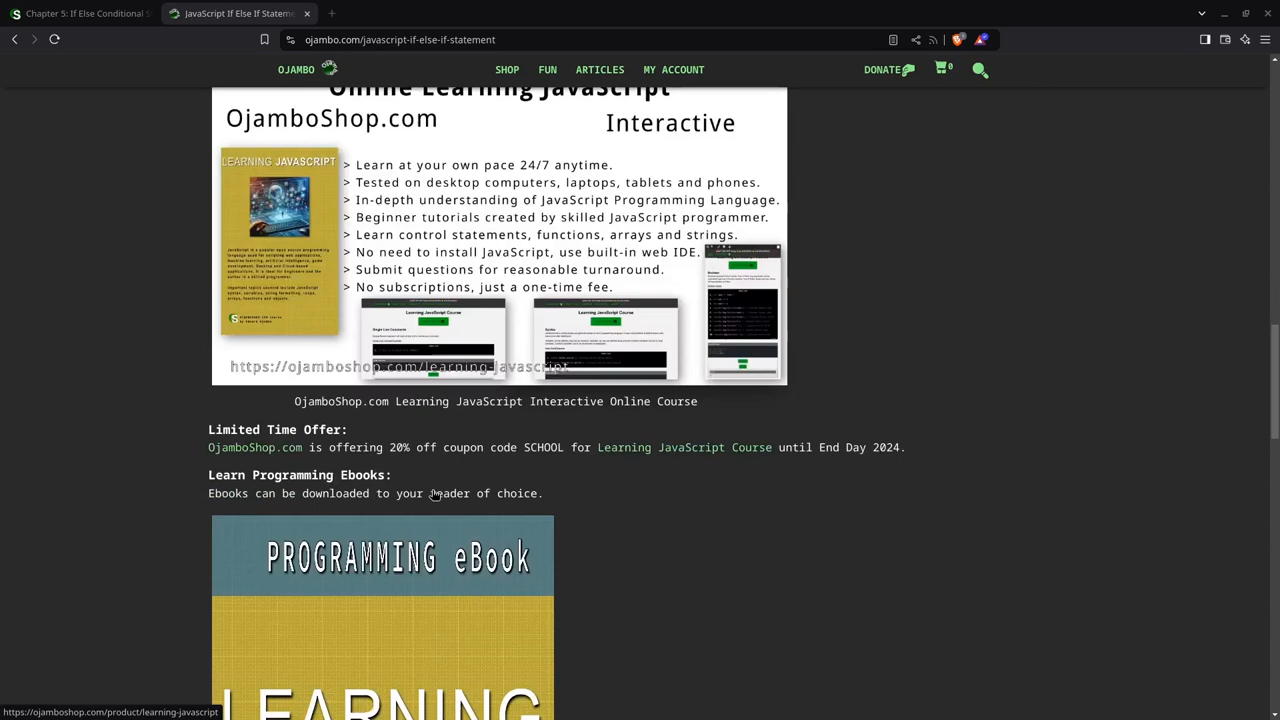 Chapter 5: If Else Conditional S
JavaScript If Else If Stateme
ojambo.com/javascript-if-else-if-statement
OJAMBO
SHOP
FUN
ARTICLES
MY ACCOUNT
DONATE
0
Online Learning JavaScript
OjamboShop.com
Interactive
LEARNING JAVASCRIPT
> Learn at your own pace 24/7 anytime.
> Tested on desktop computers, laptops, tablets and phones.
> In-depth understanding of JavaScript Programming Language.
> Beginner tutorials created by skilled JavaScript programmer.
> Learn control statements, functions, arrays and strings.
> No need to install Javascript, use built-in web IDE.
> Submit questions for reasonable turnaround.
> No subscriptions, just a one-time fee.
Learning JavaScript Course
Learning JavaScript Course
https://ojamboshop.com/learning-javascript
OjamboShop.com Learning JavaScript Interactive Online Course
Limited Time Offer:
OjamboShop.com is offering 20% off coupon code SCHOOL for Learning JavaScript Course until End Day 2024.
Learn Programming Ebooks:
Ebooks can be downloaded to your reader of choice.
PROGRAMMING eBook
LEARNING
https://ojamboshop.com/product/learning-javascript